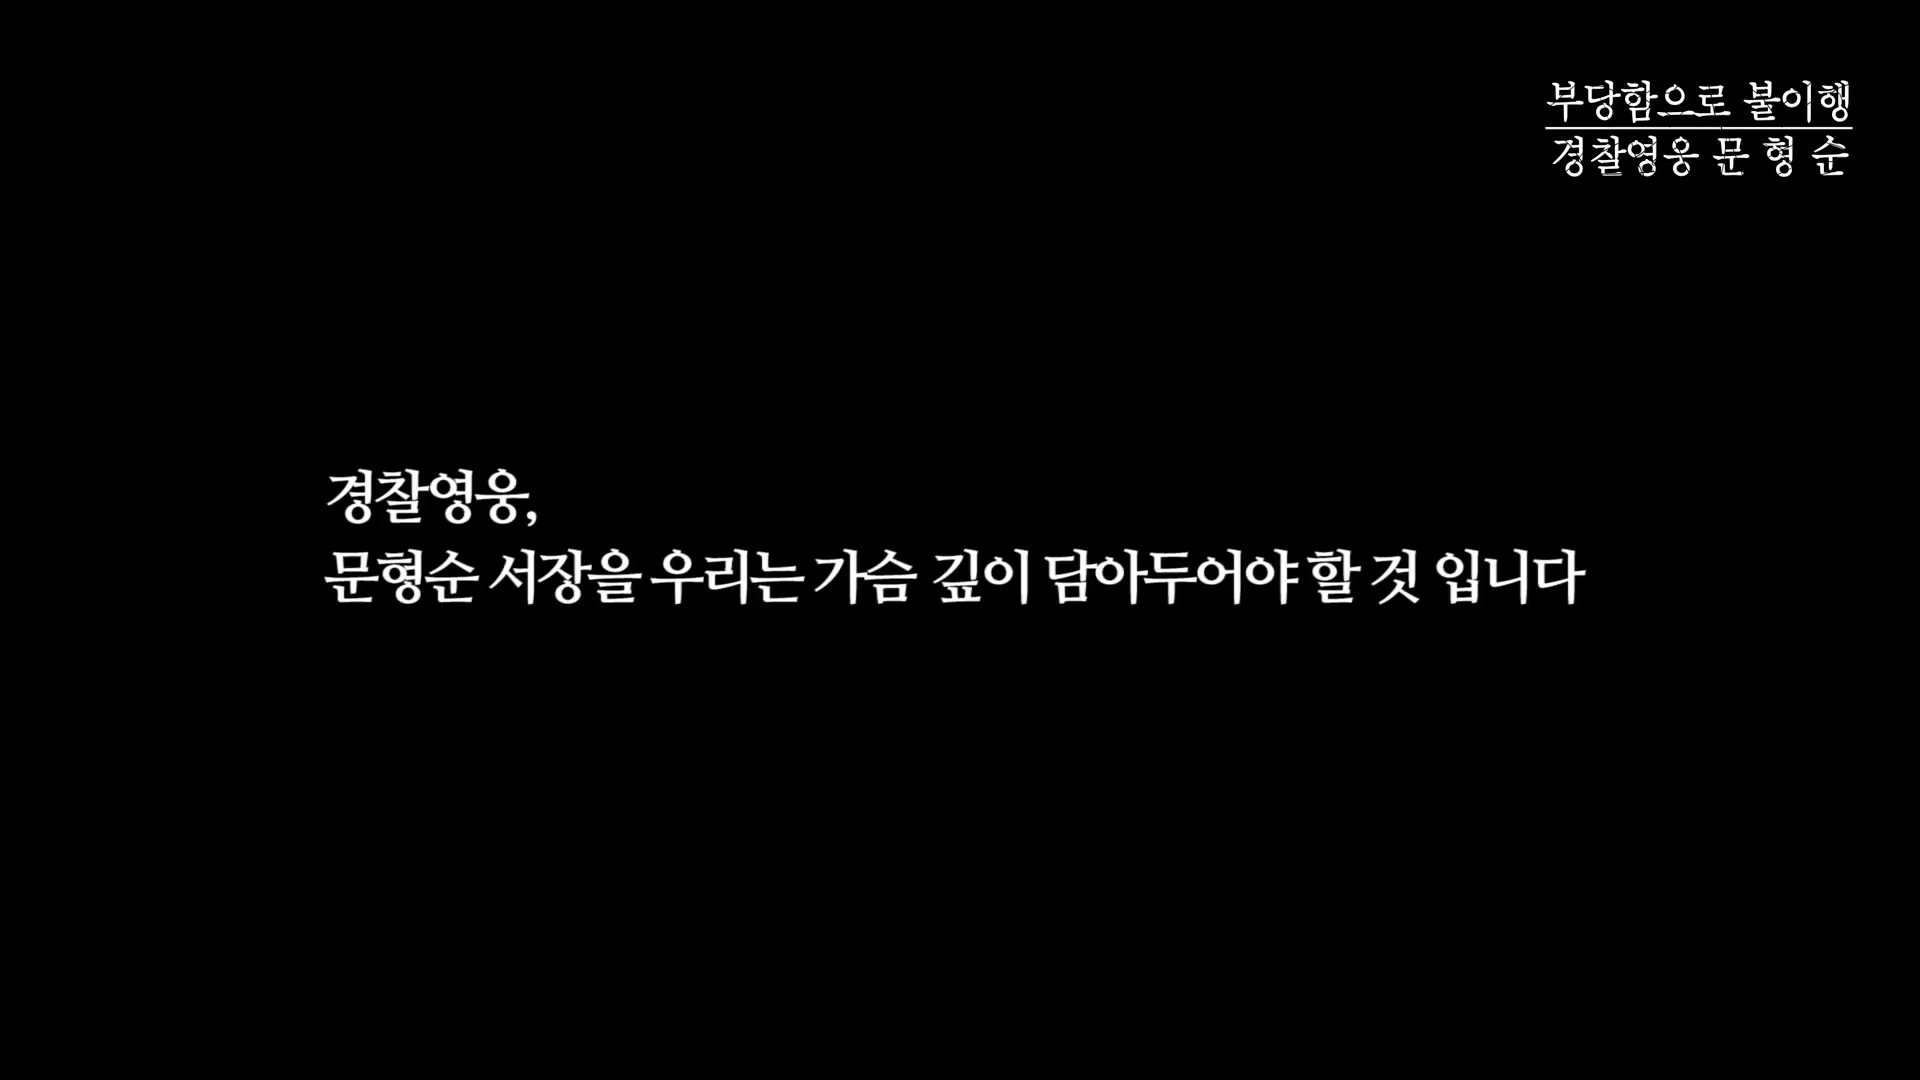 부당함으로 불이행
경찰영웅 문 형 순
경찰영웅,
문형순 서장을 우리는 가슴 깊이 담아두어야 할 것 입니다